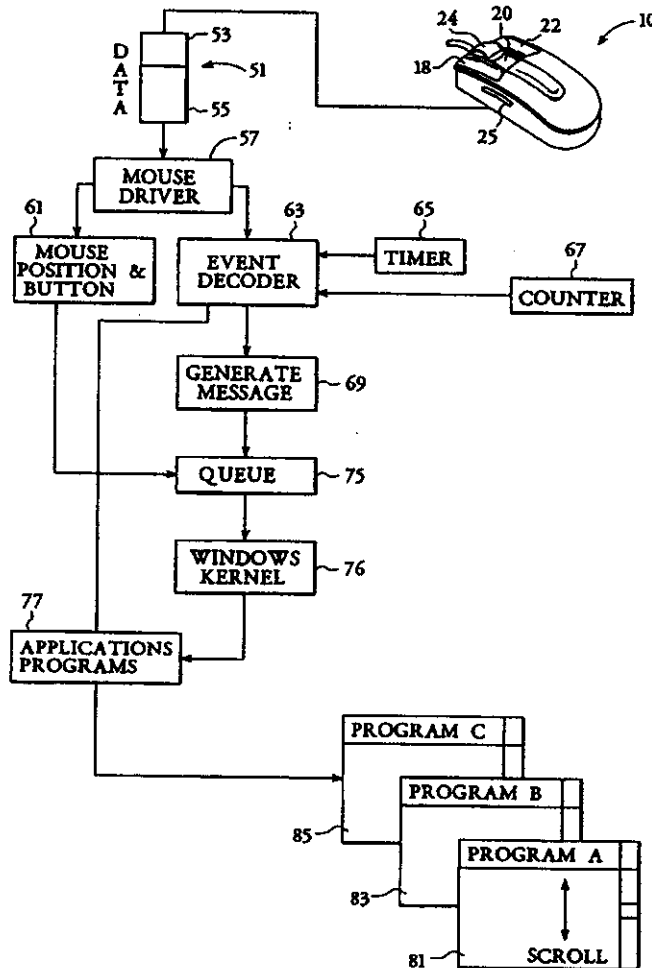 24
20
22
10
18
25
DATA
53
51
55
57
MOUSE
DRIVER
61
MOUSE
POSITION &
BUTTON
63
EVENT
DECODER
65
TIMER
67
COUNTER
GENERATE
MESSAGE
69
QUEUE
75
WINDOWS
KERNEL
76
77
APPLICATIONS
PROGRAMS
PROGRAM C
85
PROGRAM B
83
PROGRAM A
81
SCROLL